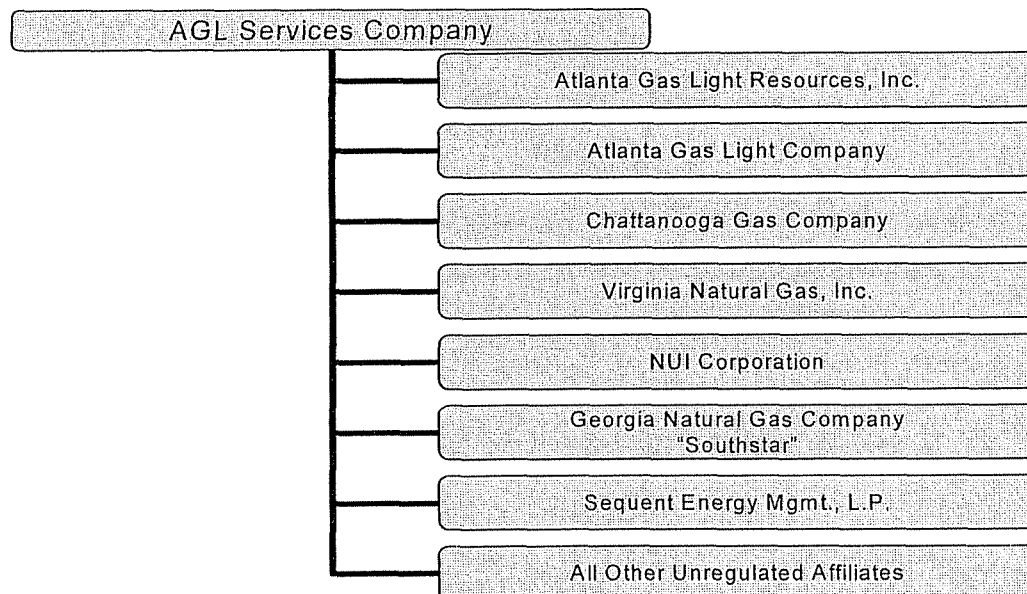 AGL Services Company
Atlanta Gas Light Resources, Inc.
Atlanta Gas Light Company
Chattanooga Gas Company
Virginia Natural Gas, Inc.
NUI Corporation
Georgia Natural Gas Company
"Southstar"
Sequent Energy Mgmt., L.P.
All Other Unregulated Affiliates